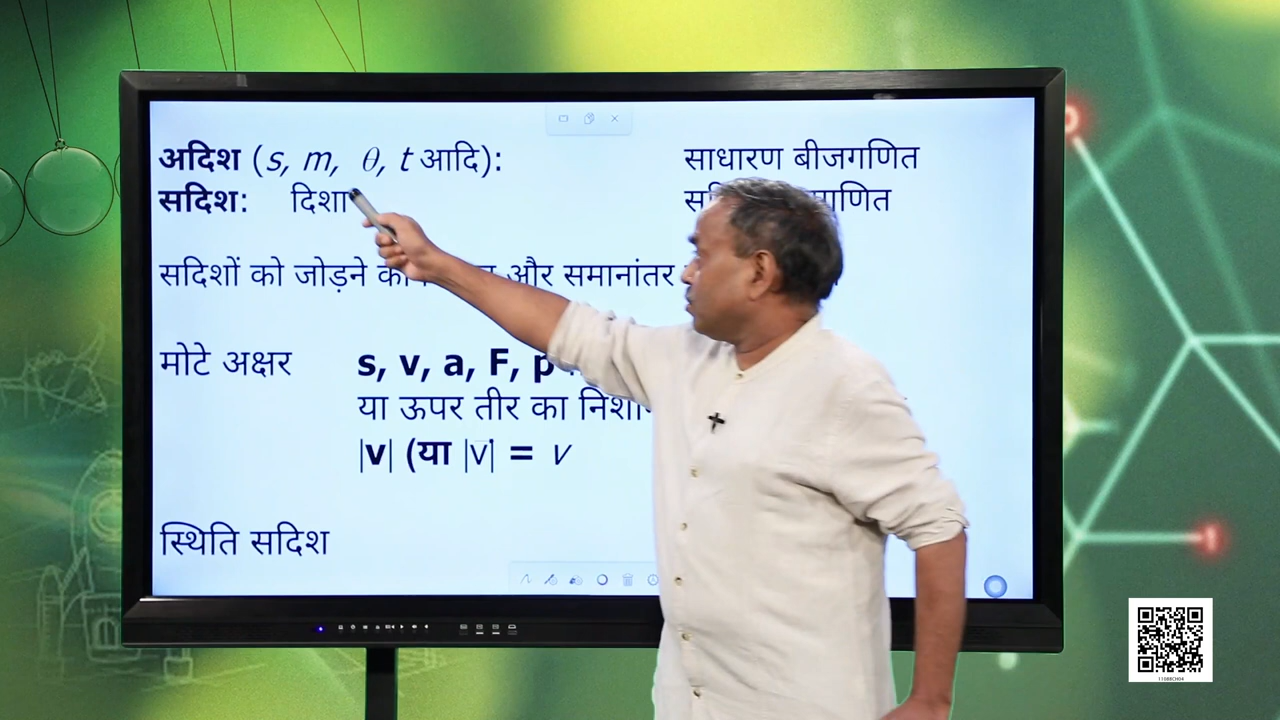 अदिश (s, m, θ, t आदि): साधारण बीजगणित
सदिश: दिशा
सदिशों को जोड़ने और समानांतर
मोटे अक्षर s, v, a, F, p
या ऊपर तीर का
|v| (या |v| = v
स्थिति सदिश